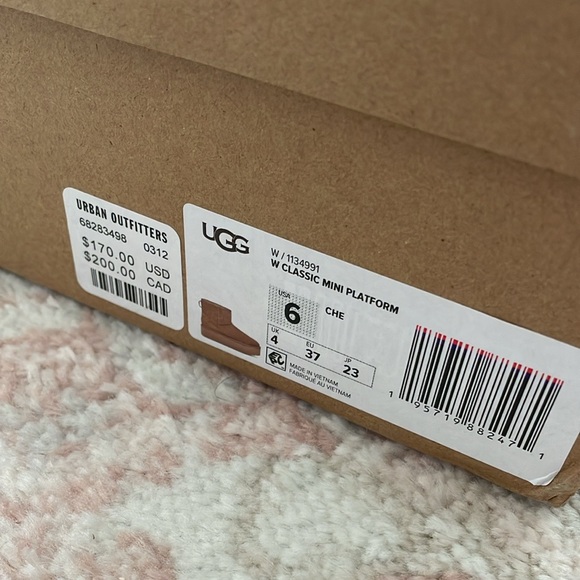 URBAN OUTFITTERS
68283498 0312
$170.00 USD
$200.00 CAD
UGG
W / 1134991
W CLASSIC MINI PLATFORM
USA
6 CHE
UK EU JP
4 37 23
MADE IN VIETNAM
FABRIQUÉ AU VIETNAM
1 95719 88247 1